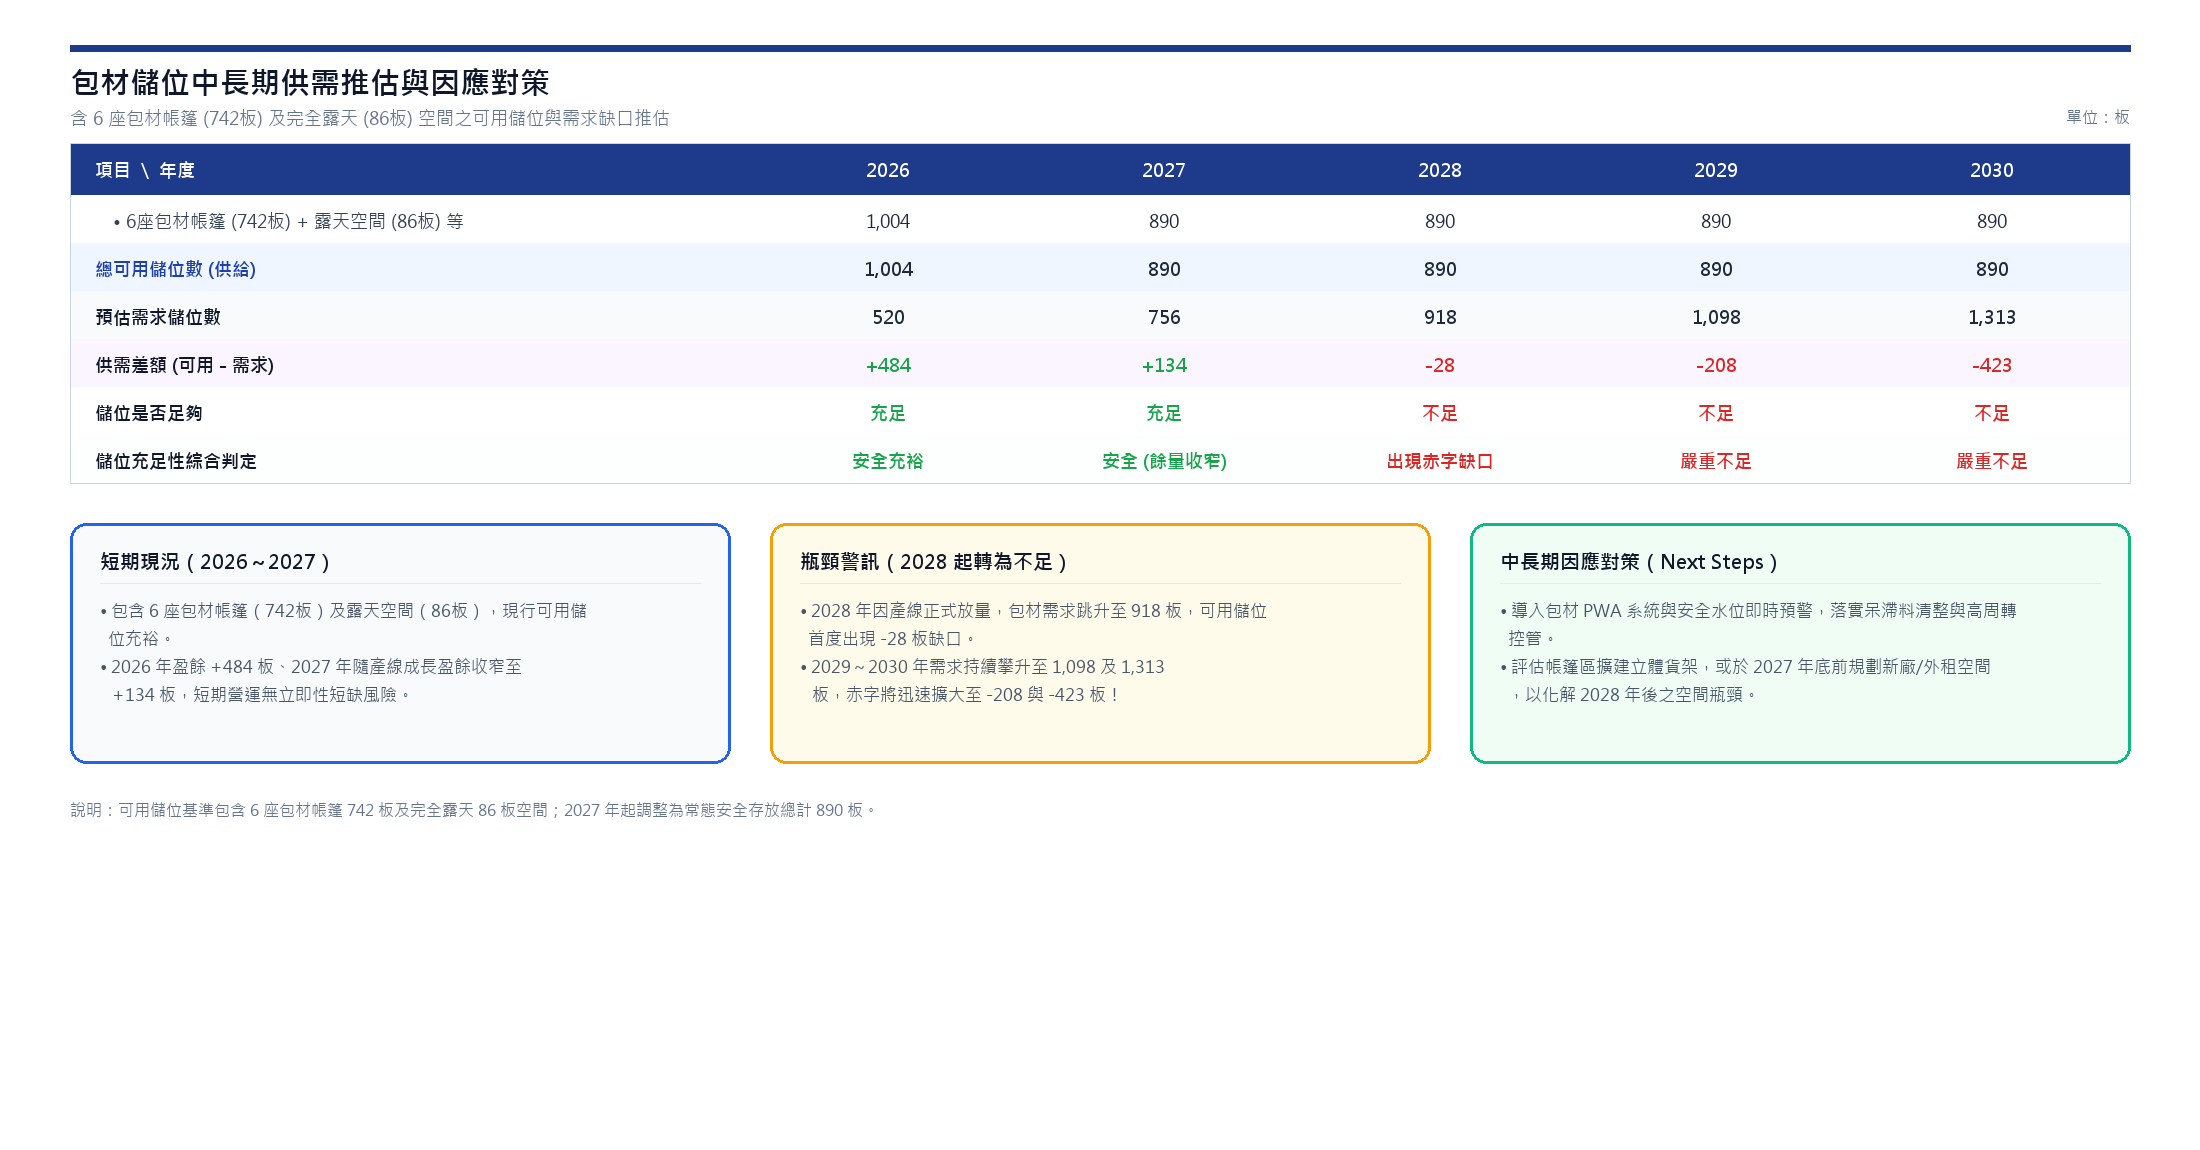 包材儲位中長期供需推估與因應對策
含 6 座包材帳篷 (742板) 及完全露天 (86板) 空間之可用儲位與需求缺口推估
單位：板
項目 \ 年度 2026 2027 2028 2029 2030
• 6座包材帳篷 (742板) + 露天空間 (86板) 等 1,004 890 890 890 890
總可用儲位數 (供給) 1,004 890 890 890 890
預估需求儲位數 520 756 918 1,098 1,313
供需差額 (可用 - 需求) +484 +134 -28 -208 -423
儲位是否足夠 充足 充足 不足 不足 不足
儲位充足性綜合判定 安全充裕 安全 (餘量收窄) 出現赤字缺口 嚴重不足 嚴重不足
短期現況（2026～2027）
• 包含 6 座包材帳篷（742板）及露天空間（86板），現行可用儲
位充裕。
• 2026 年盈餘 +484 板、2027 年隨產線成長盈餘收窄至
+134 板，短期營運無立即性短缺風險。
瓶頸警訊（2028 起轉為不足）
• 2028 年因產線正式放量，包材需求跳升至 918 板，可用儲位
首度出現 -28 板缺口。
• 2029～2030 年需求持續攀升至 1,098 及 1,313
板，赤字將迅速擴大至 -208 與 -423 板！
中長期因應對策（Next Steps）
• 導入包材 PWA 系統與安全水位即時預警，落實呆滯料清整與高周轉
控管。
• 評估帳篷區擴建立體貨架，或於 2027 年底前規劃新廠/外租空間
，以化解 2028 年後之空間瓶頸。
說明：可用儲位基準包含 6 座包材帳篷 742 板及完全露天 86 板空間；2027 年起調整為常態安全存放總計 890 板。